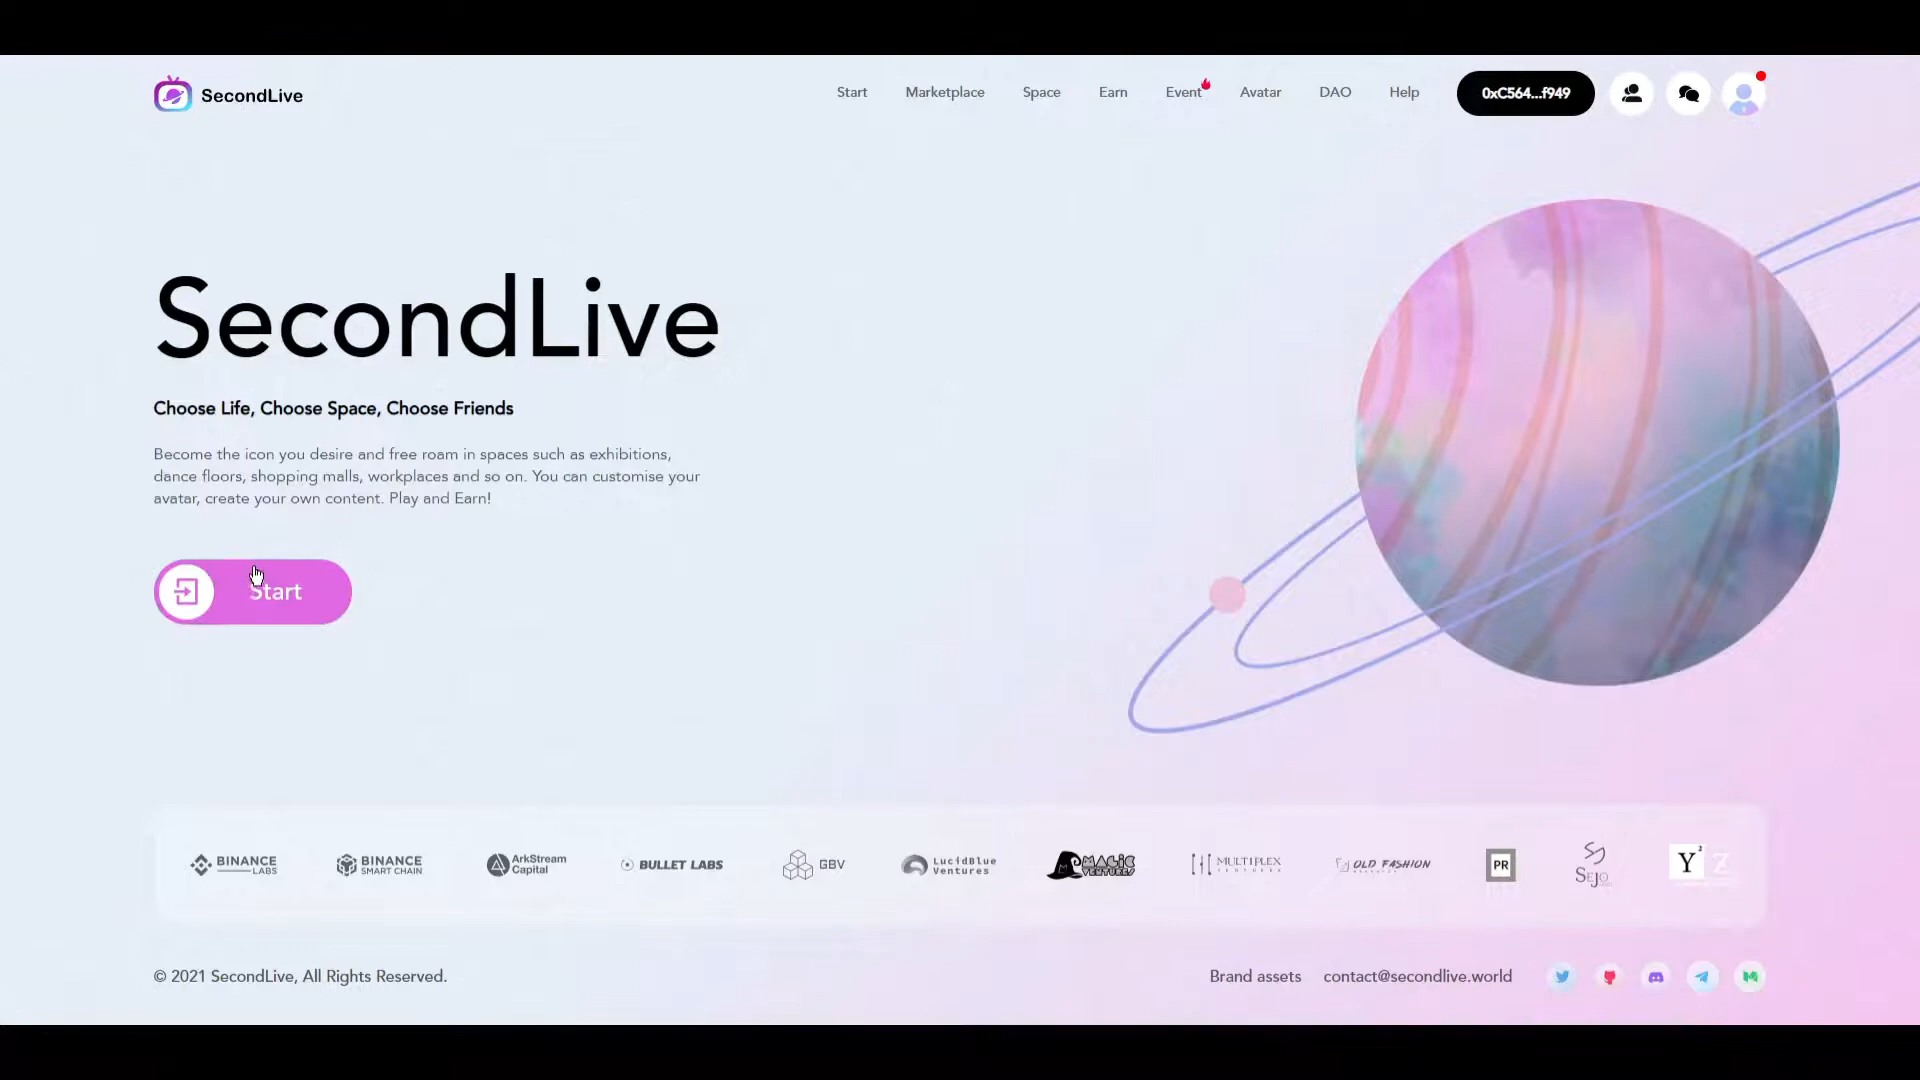 SecondLive
Start
Marketplace
Space
Earn
Event
Avatar
DAO
Help
0xC564...f949
SecondLive
Choose Life, Choose Space, Choose Friends
Become the icon you desire and free roam in spaces such as exhibitions,
dance floors, shopping malls, workplaces and so on. You can customise your
avatar, create your own content. Play and Earn!
Start
BINANCE
LABS
BINANCE
SMART CHAIN
ArkStream
Capital
BULLET LABS
GBV
LucidBlue
Ventures
MAGIC
VENTURES
MULTIPLEX
OLD FASHION
PR
SEJO
Y2Z
© 2021 SecondLive, All Rights Reserved.
Brand assets
contact@secondlive.world